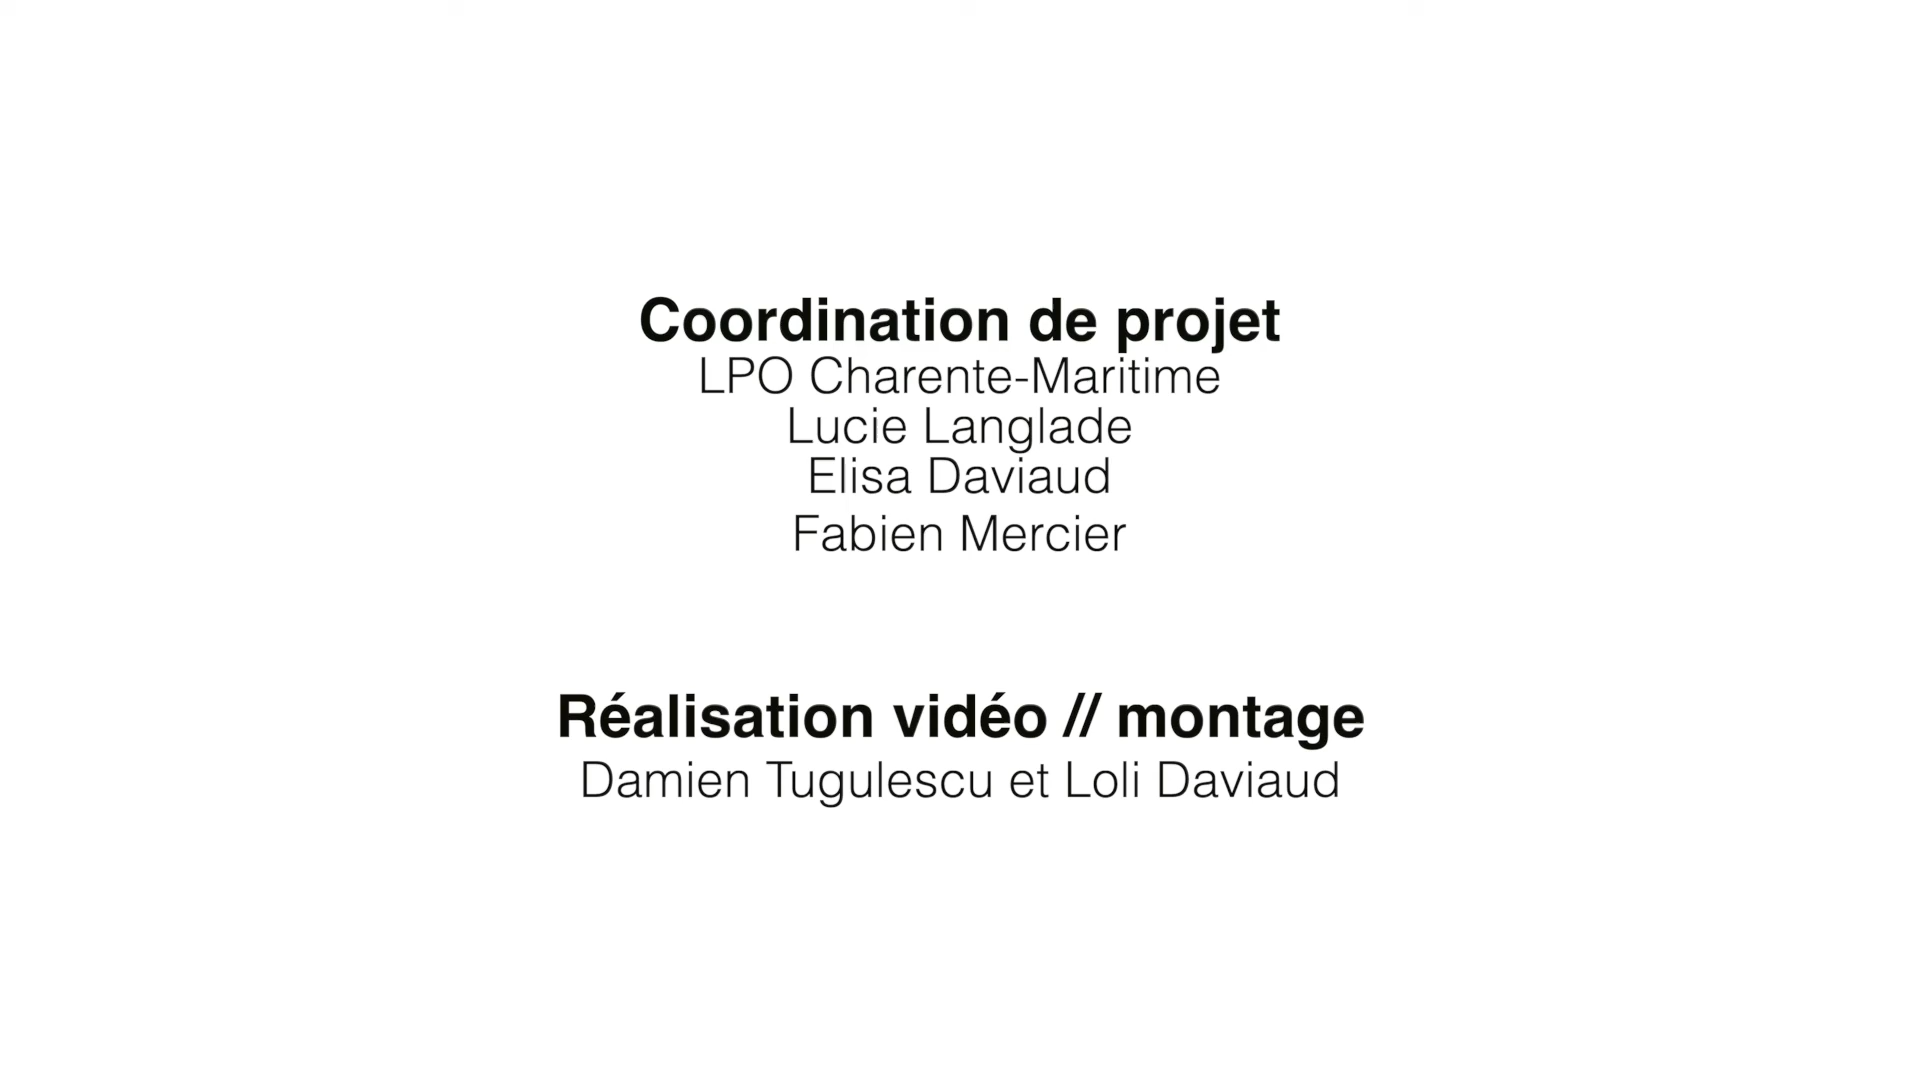 Coordination de projet
LPO Charente-Maritime
Lucie Langlade
Elisa Daviaud
Fabien Mercier
Réalisation vidéo // montage
Damien Tugulescu et Loli Daviaud